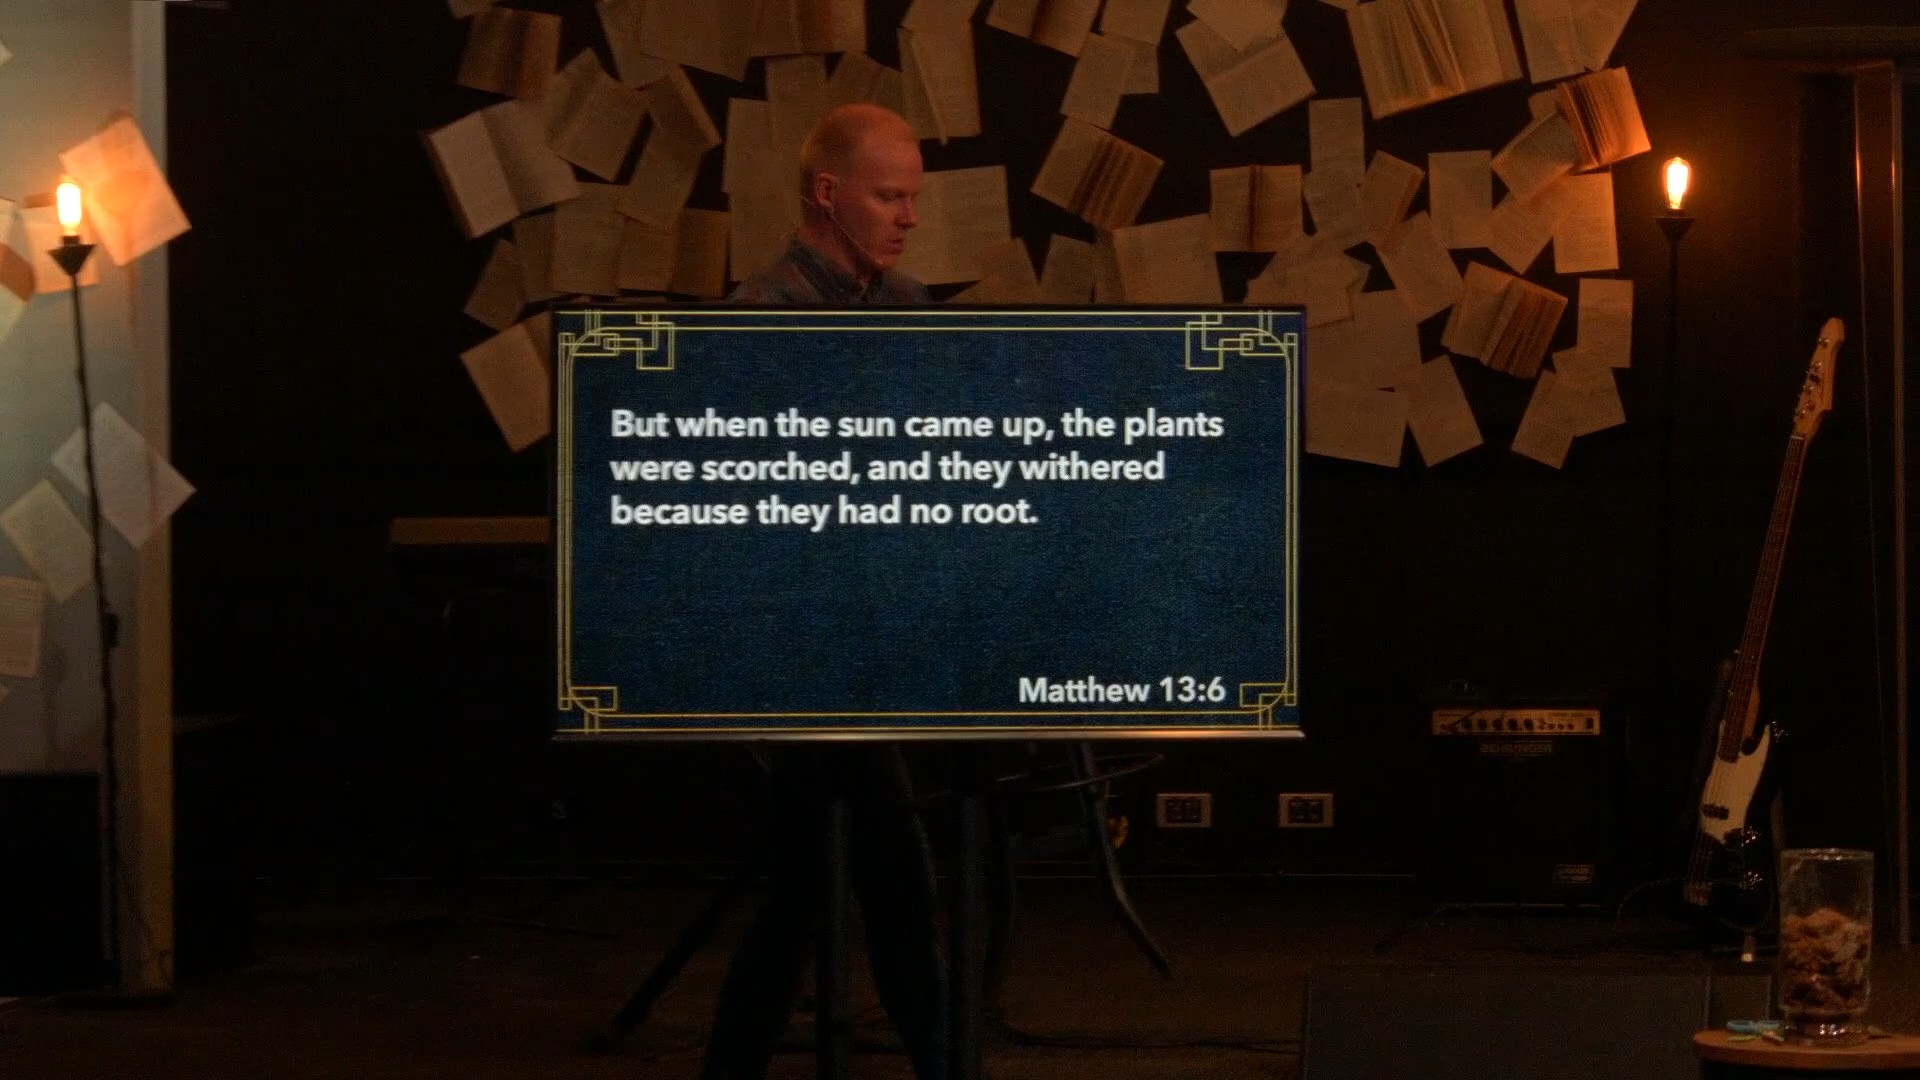 But when the sun came up, the plants
were scorched, and they withered
because they had no root.
Matthew 13:6
BEHRINGER